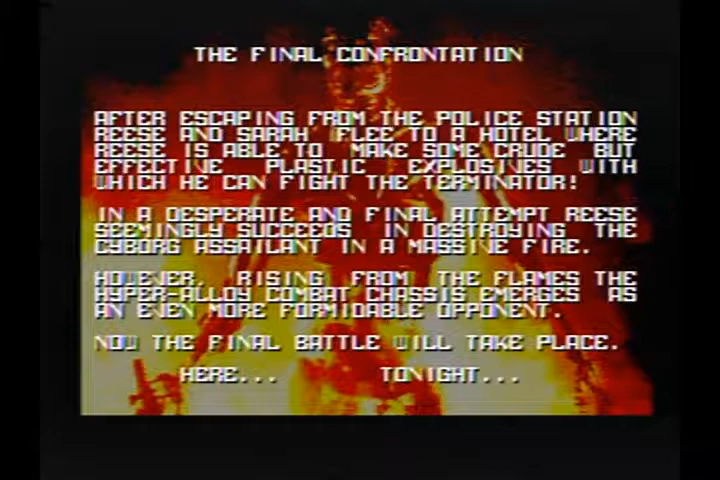 THE FINAL CONFRONTATION
AFTER ESCAPING FROM THE POLICE STATION
REESE AND SARAH FLEE TO A HOTEL WHERE
REESE IS ABLE TO MAKE SOME CRUDE BUT
EFFECTIVE PLASTIC EXPLOSIVES WITH
WHICH HE CAN FIGHT THE TERMINATOR!
IN A DESPERATE AND FINAL ATTEMPT REESE
SEEMINGLY SUCCEEDS IN DESTROYING THE
CYBORG ASSAILANT IN A MASSIVE FIRE.
HOWEVER, RISING FROM THE FLAMES THE
HYPER-ALLOY COMBAT CHASSIS EMERGES AS
AN EVEN MORE FORMIDABLE OPPONENT.
NOW THE FINAL BATTLE WILL TAKE PLACE.
HERE... TONIGHT...